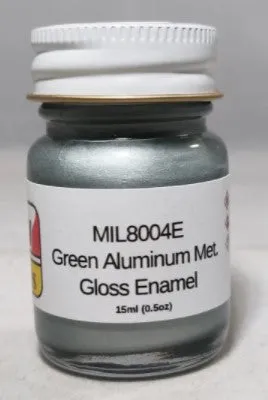 MIL8004E
Green Aluminum Met.
Gloss Enamel
15ml (0.5oz)